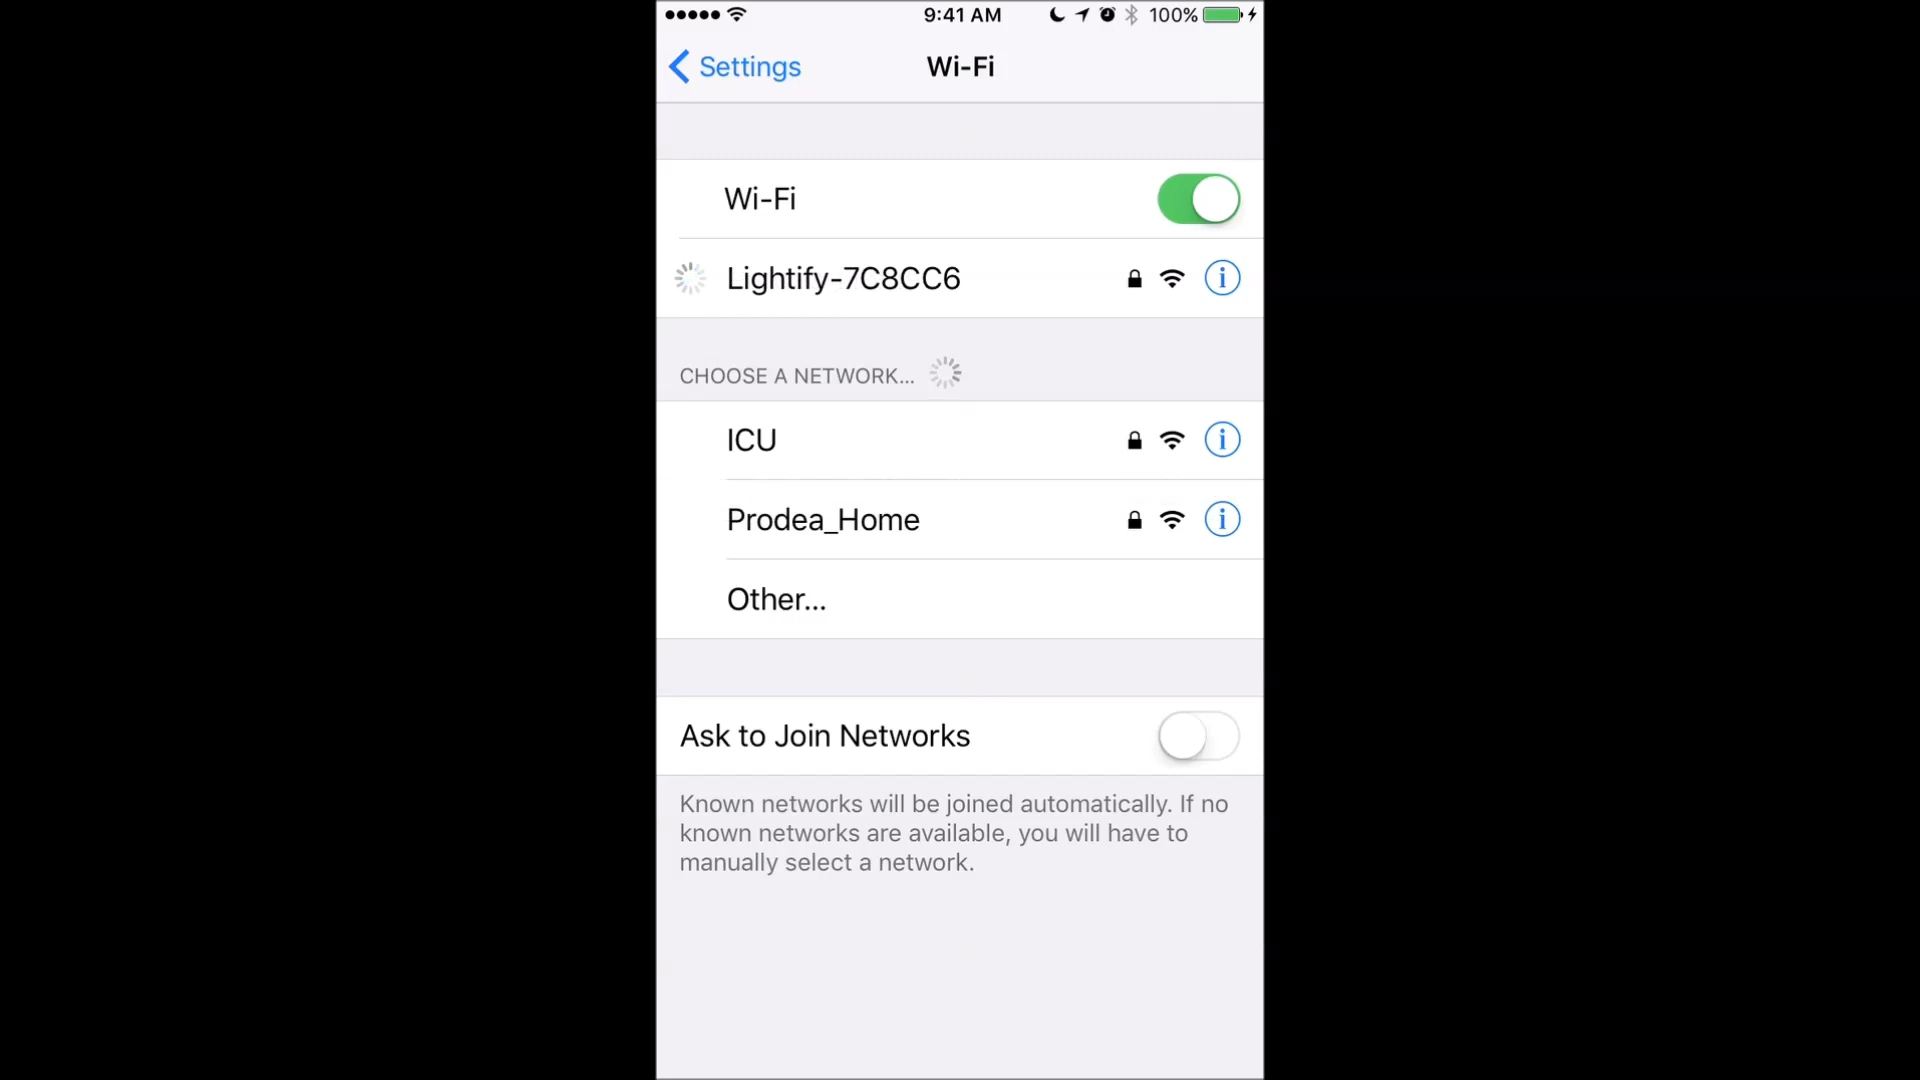 9:41 AM 100%
Settings Wi-Fi
Wi-Fi
Lightify-7C8CC6
CHOOSE A NETWORK...
ICU
Prodea_Home
Other...
Ask to Join Networks
Known networks will be joined automatically. If no
known networks are available, you will have to
manually select a network.